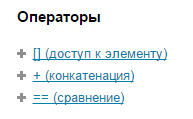 Операторы
[] (доступ к элементу)
+ (конкатенация)
== (сравнение)